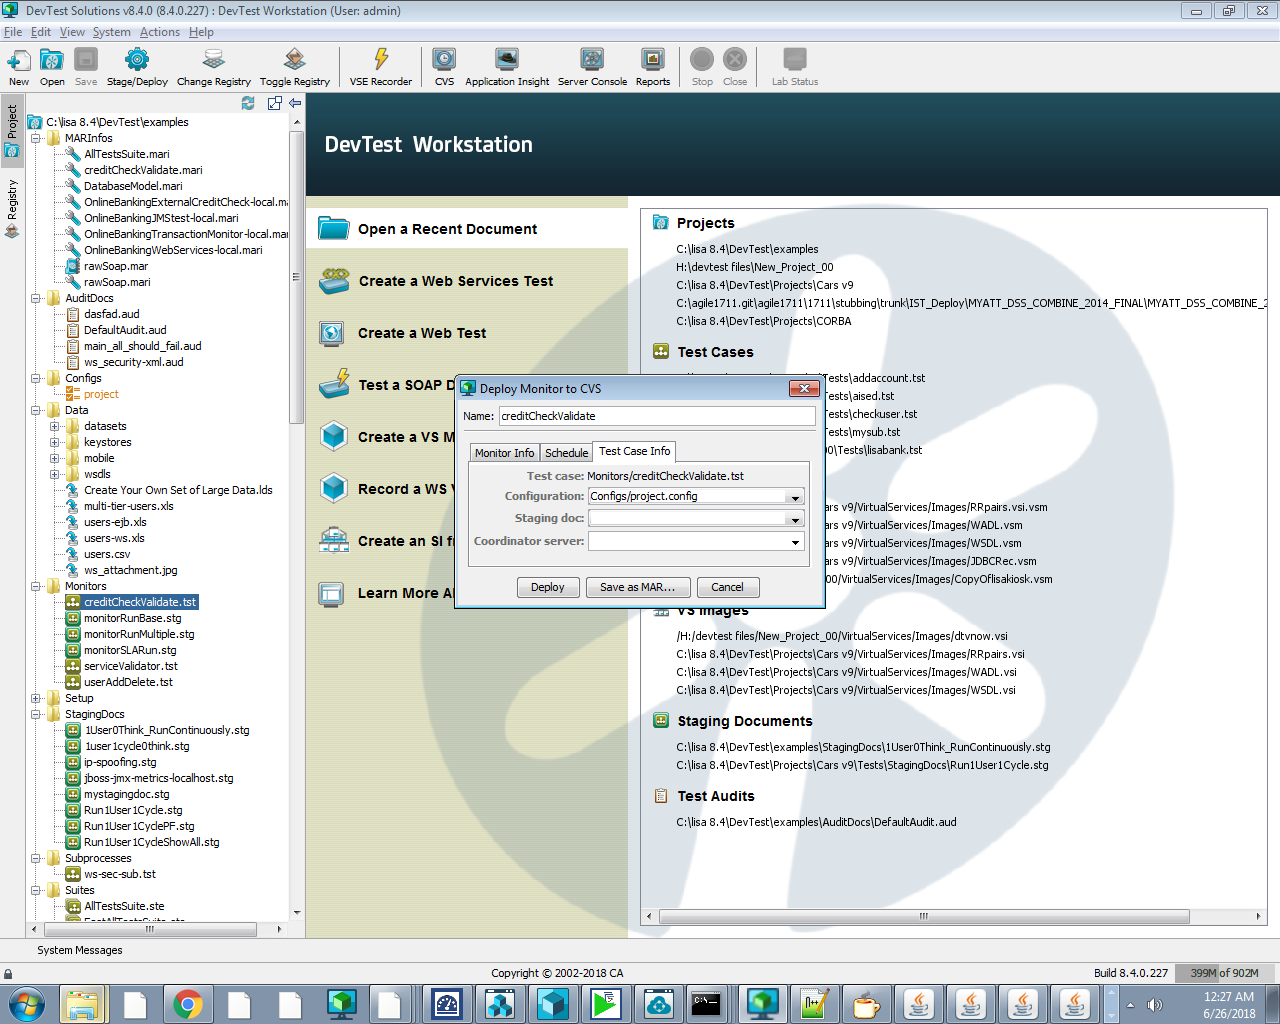 DevTest Solutions v8.4.0 (8.4.0.227) : DevTest Workstation (User: admin)
File Edit View System Actions Help
New Open Save Stage/Deploy Change Registry Toggle Registry VSE Recorder CVS Application Insight Server Console Reports Stop Close Lab Status
Project
Registry
C:\lisa 8.4\DevTest\examples
MARInfos
AllTestsSuite.mari
creditCheckValidate.mari
DatabaseModel.mari
OnlineBankingExternalCreditCheck-local.ma
OnlineBankingJMStest-local.mari
OnlineBankingTransactionMonitor-local.mar
OnlineBankingWebServices-local.mari
rawSoap.mar
rawSoap.mari
AuditDocs
dasfad.aud
DefaultAudit.aud
main_all_should_fail.aud
ws_security-xml.aud
Configs
project
Data
datasets
keystores
mobile
wsdls
Create Your Own Set of Large Data.lds
multi-tier-users.xls
users-ejb.xls
users-ws.xls
users.csv
ws_attachment.jpg
Monitors
creditCheckValidate.tst
monitorRunBase.stg
monitorRunMultiple.stg
monitorSLARun.stg
serviceValidator.tst
userAddDelete.tst
Setup
StagingDocs
1User0Think_RunContinuously.stg
1user1cycle0think.stg
ip-spoofing.stg
jboss-jmx-metrics-localhost.stg
mystagingdoc.stg
Run1User1Cycle.stg
Run1User1CyclePF.stg
Run1User1CycleShowAll.stg
Subprocesses
ws-sec-sub.tst
Suites
AllTestsSuite.ste
DevTest Workstation
Open a Recent Document
Create a Web Services Test
Create a Web Test
Test a SOAP D
Create a VS M
Record a WS V
Create an SI f
Learn More A
Projects
C:\lisa 8.4\DevTest\examples
H:\devtest files\New_Project_00
C:\lisa 8.4\DevTest\Projects\Cars v9
C:\agile1711.git\agile1711\1711\stubbing\trunk\IST_Deploy\MYATT_DSS_COMBINE_2014_FINAL\MYATT_DSS_COMBINE_2
C:\lisa 8.4\DevTest\Projects\CORBA
Test Cases
\Tests\addaccount.tst
\Tests\aised.tst
\Tests\checkuser.tst
\Tests\mysub.tst
00\Tests\lisabank.tst
ars v9/VirtualServices/Images/RRpairs.vsi.vsm
ars v9/VirtualServices/Images/WADL.vsm
ars v9/VirtualServices/Images/WSDL.vsm
ars v9/VirtualServices/Images/JDBCRec.vsm
00/VirtualServices/Images/CopyOflisakiosk.vsm
VS Images
/H:/devtest files/New_Project_00/VirtualServices/Images/dtvnow.vsi
C:\lisa 8.4\DevTest\Projects\Cars v9/VirtualServices/Images/RRpairs.vsi
C:\lisa 8.4\DevTest\Projects\Cars v9/VirtualServices/Images/WADL.vsi
C:\lisa 8.4\DevTest\Projects\Cars v9/VirtualServices/Images/WSDL.vsi
Staging Documents
C:\lisa 8.4\DevTest\examples\StagingDocs\1User0Think_RunContinuously.stg
C:\lisa 8.4\DevTest\Projects\Cars v9\Tests\StagingDocs\Run1User1Cycle.stg
Test Audits
C:\lisa 8.4\DevTest\examples\AuditDocs\DefaultAudit.aud
Deploy Monitor to CVS
Name: creditCheckValidate
Monitor Info Schedule Test Case Info
Test case: Monitors/creditCheckValidate.tst
Configuration: Configs/project.config
Staging doc:
Coordinator server:
Deploy Save as MAR... Cancel
System Messages
Copyright © 2002-2018 CA
Build 8.4.0.227 399M of 902M
12:27 AM
6/26/2018